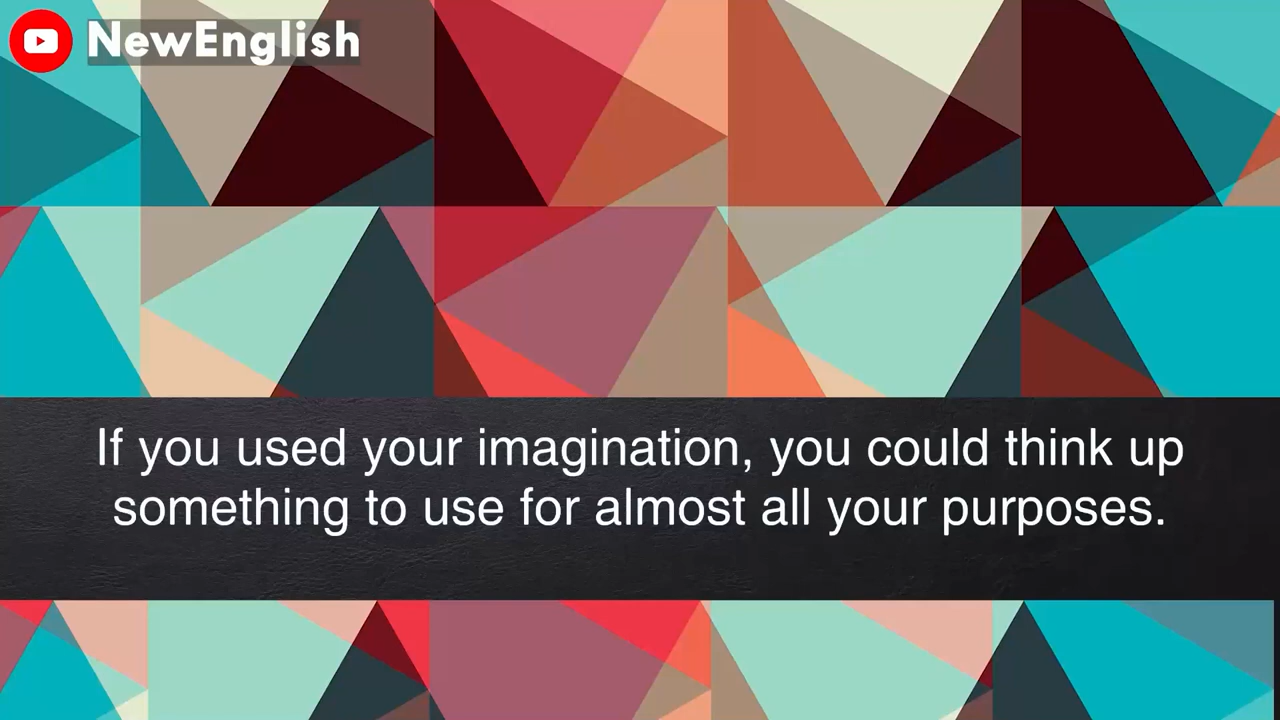 NewEnglish
If you used your imagination, you could think up
something to use for almost all your purposes.